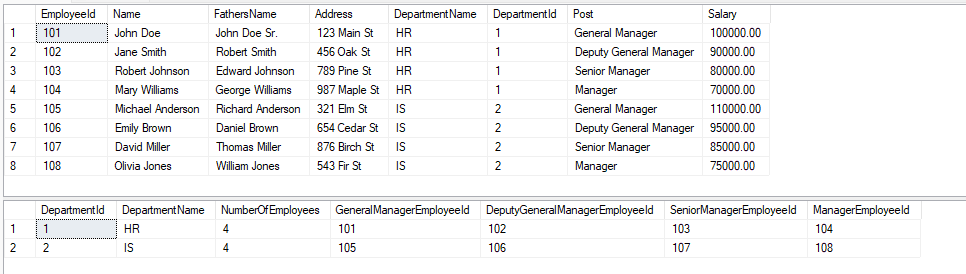 EmployeeId Name FathersName Address DepartmentName DepartmentId Post Salary
1 101 John Doe John Doe Sr. 123 Main St HR 1 General Manager 100000.00
2 102 Jane Smith Robert Smith 456 Oak St HR 1 Deputy General Manager 90000.00
3 103 Robert Johnson Edward Johnson 789 Pine St HR 1 Senior Manager 80000.00
4 104 Mary Williams George Williams 987 Maple St HR 1 Manager 70000.00
5 105 Michael Anderson Richard Anderson 321 Elm St IS 2 General Manager 110000.00
6 106 Emily Brown Daniel Brown 654 Cedar St IS 2 Deputy General Manager 95000.00
7 107 David Miller Thomas Miller 876 Birch St IS 2 Senior Manager 85000.00
8 108 Olivia Jones William Jones 543 Fir St IS 2 Manager 75000.00
DepartmentId DepartmentName NumberOfEmployees GeneralManagerEmployeeId DeputyGeneralManagerEmployeeId SeniorManagerEmployeeId ManagerEmployeeId
1 1 HR 4 101 102 103 104
2 2 IS 4 105 106 107 108